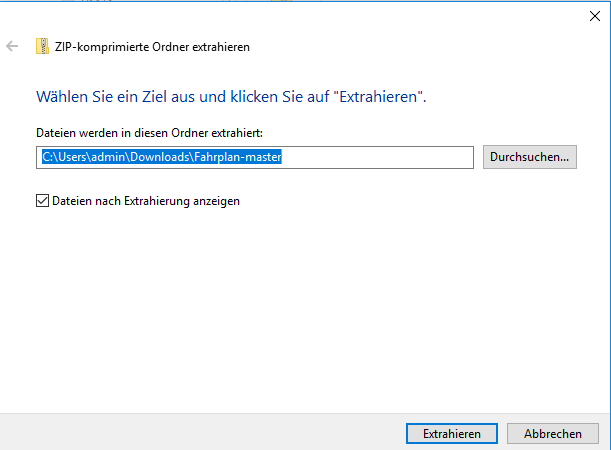 ZIP-komprimierte Ordner extrahieren
Wählen Sie ein Ziel aus und klicken Sie auf "Extrahieren".
Dateien werden in diesen Ordner extrahiert:
C:\Users\admin\Downloads\Fahrplan-master
Durchsuchen...
Dateien nach Extrahierung anzeigen
Extrahieren
Abbrechen